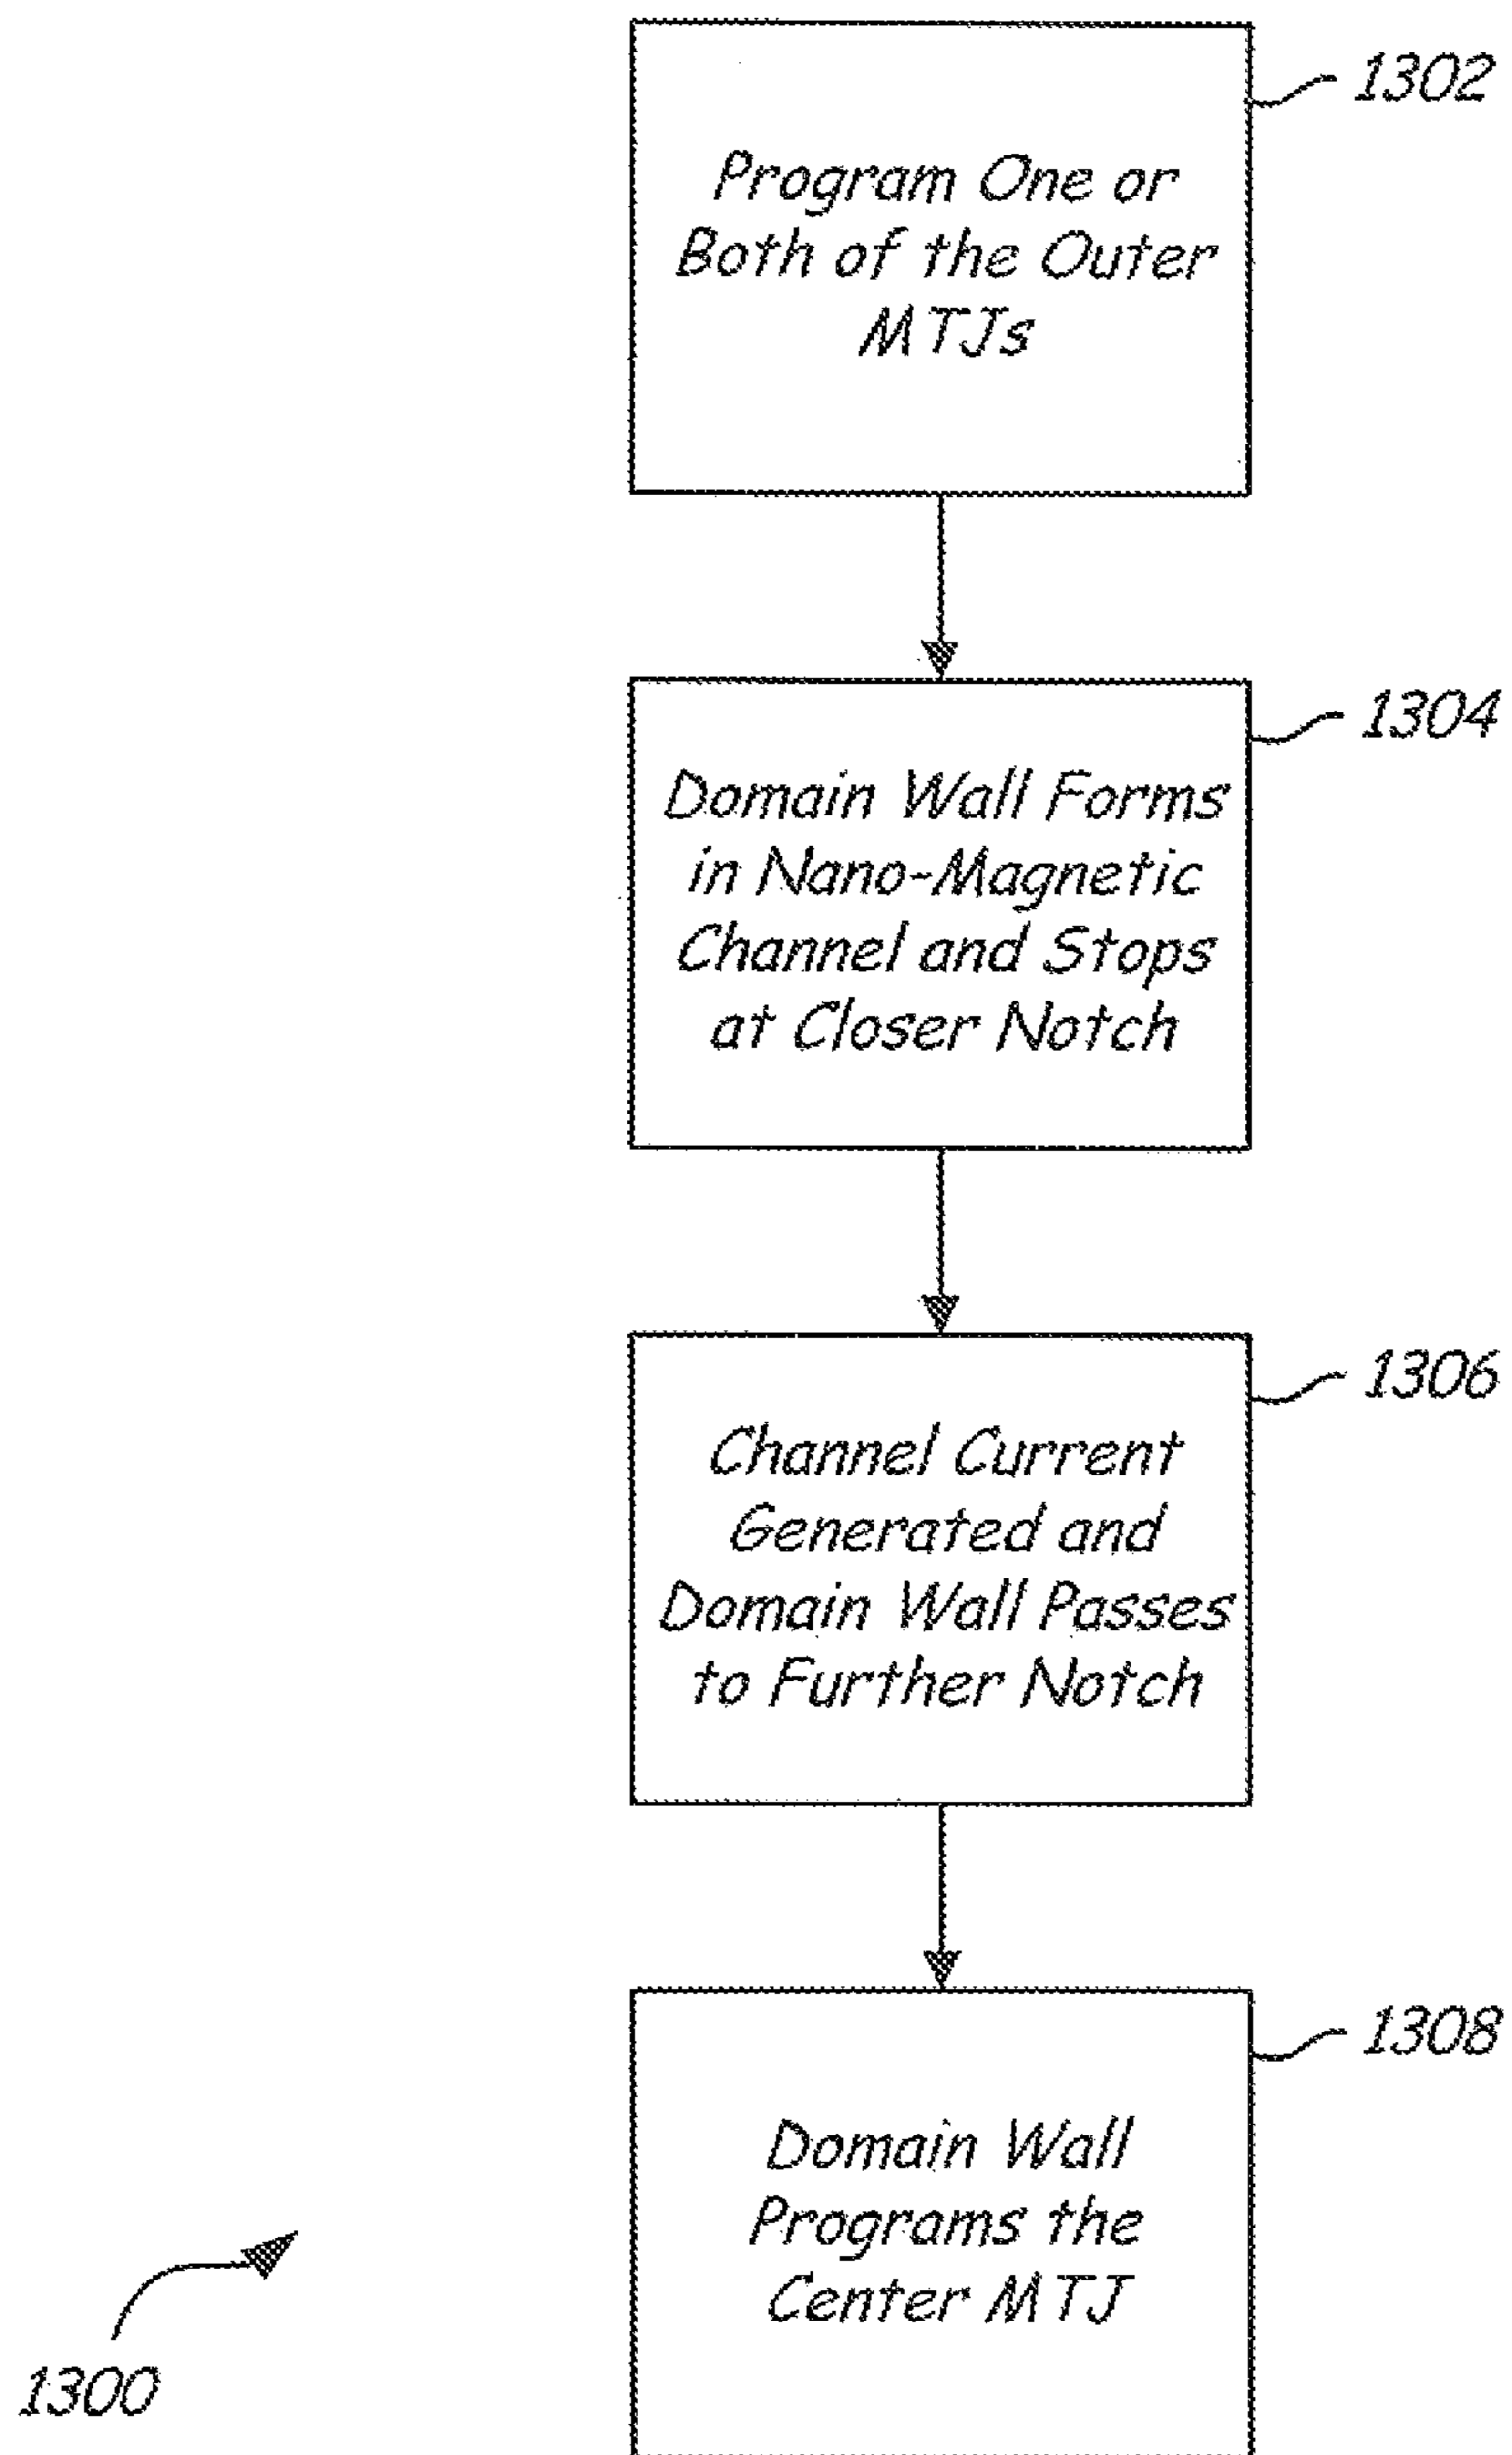 1302
Program One or
Both of the Outer
MTJs
1304
Domain Wall Forms
in Nano-Magnetic
Channel and Stops
at Closer Notch
1306
Channel Current
Generated and
Domain Wall Passes
to Further Notch
1308
Domain Wall
Programs the
Center MTJ
1300